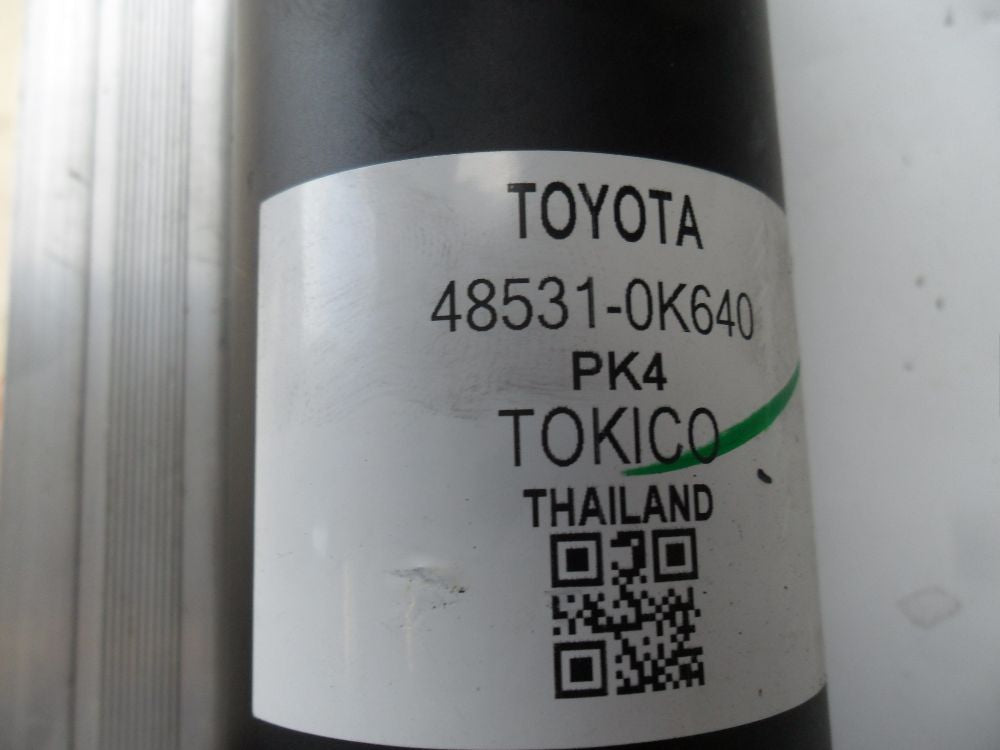 TOYOTA
48531-0K640
PK4
TOKICO
THAILAND